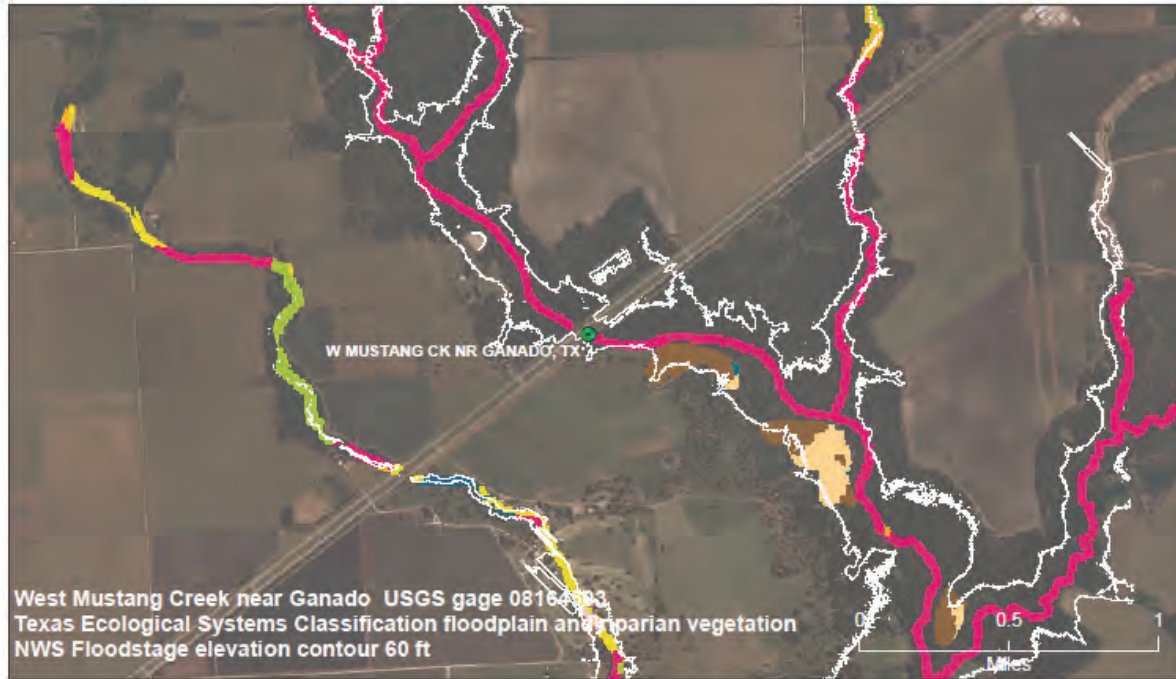 W MUSTANG CK NR GANADO, TX
West Mustang Creek near Ganado USGS gage
Texas Ecological Systems Classification floodplain and riparian vegetation
NWS Floodstage elevation contour 60 ft
0 0.5 1
Miles